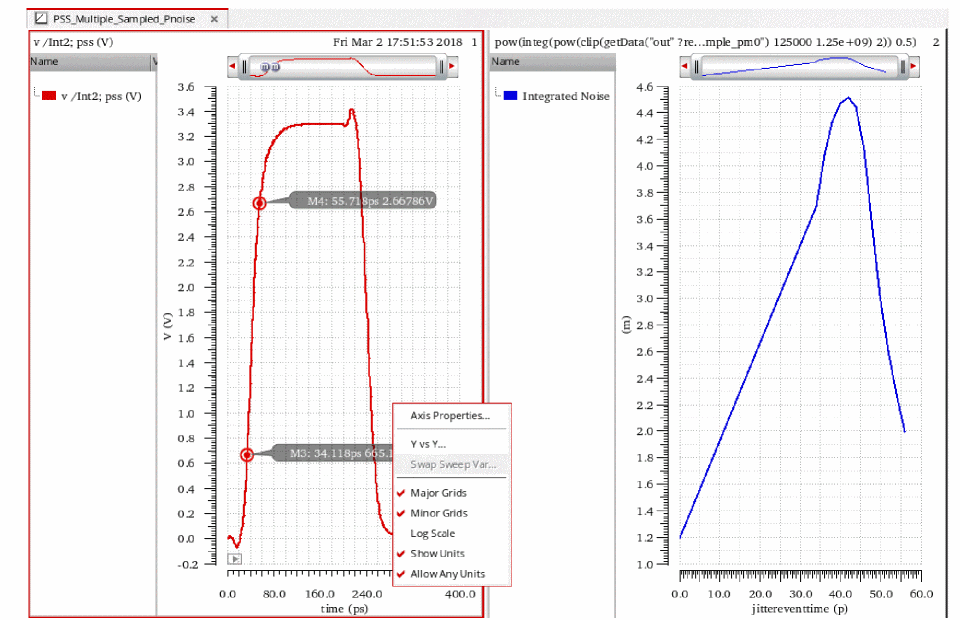 PSS_Multiple_Sampled_Pnoise x
v /Int2; pss (V) Fri Mar 2 17:51:53 2018 1
Name V
v /Int2; pss (V)
3.6
3.4
3.2
3.0
2.8
2.6
2.4
2.2
2.0
1.8
1.6
1.4
1.2
1.0
0.8
0.6
0.4
0.2
0.0
-0.2
V (V)
M4: 55.718ps 2.66786V
M3: 34.118ps 665.1
0.0 80.0 160.0 240.0 400.0
time (ps)
Axis Properties...
Y vs Y...
Swap Sweep Var...
Major Grids
Minor Grids
Log Scale
Show Units
Allow Any Units
pow(integ(pow(clip(getData("out" ?re...mple_pm0") 125000 1.25e+09) 2)) 0.5) 2
Name
Integrated Noise
4.6
4.4
4.2
4.0
3.8
3.6
3.4
3.2
3.0
2.8
2.6
2.4
2.2
2.0
1.8
1.6
1.4
1.2
1.0
(m)
0.0 10.0 20.0 30.0 40.0 50.0 60.0
jittereventtime (p)